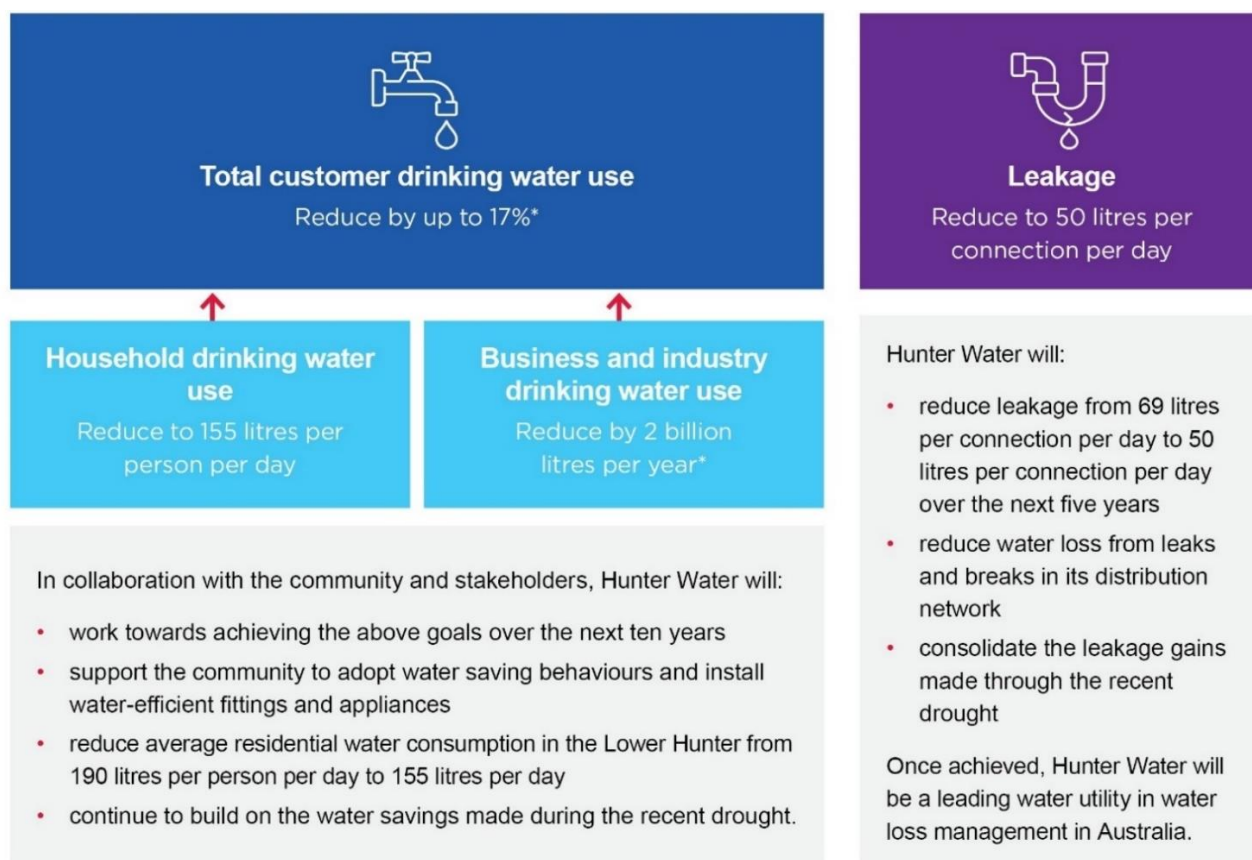 Total customer drinking water use
Reduce by up to 17%*
Household drinking water
use
Reduce to 155 litres per
person per day
Business and industry
drinking water use
Reduce by 2 billion
litres per year*
In collaboration with the community and stakeholders, Hunter Water will:
• work towards achieving the above goals over the next ten years
• support the community to adopt water saving behaviours and install
water-efficient fittings and appliances
• reduce average residential water consumption in the Lower Hunter from
190 litres per person per day to 155 litres per day
• continue to build on the water savings made during the recent drought.
Leakage
Reduce to 50 litres per
connection per day
Hunter Water will:
• reduce leakage from 69 litres
per connection per day to 50
litres per connection per day
over the next five years
• reduce water loss from leaks
and breaks in its distribution
network
• consolidate the leakage gains
made through the recent
drought
Once achieved, Hunter Water will
be a leading water utility in water
loss management in Australia.